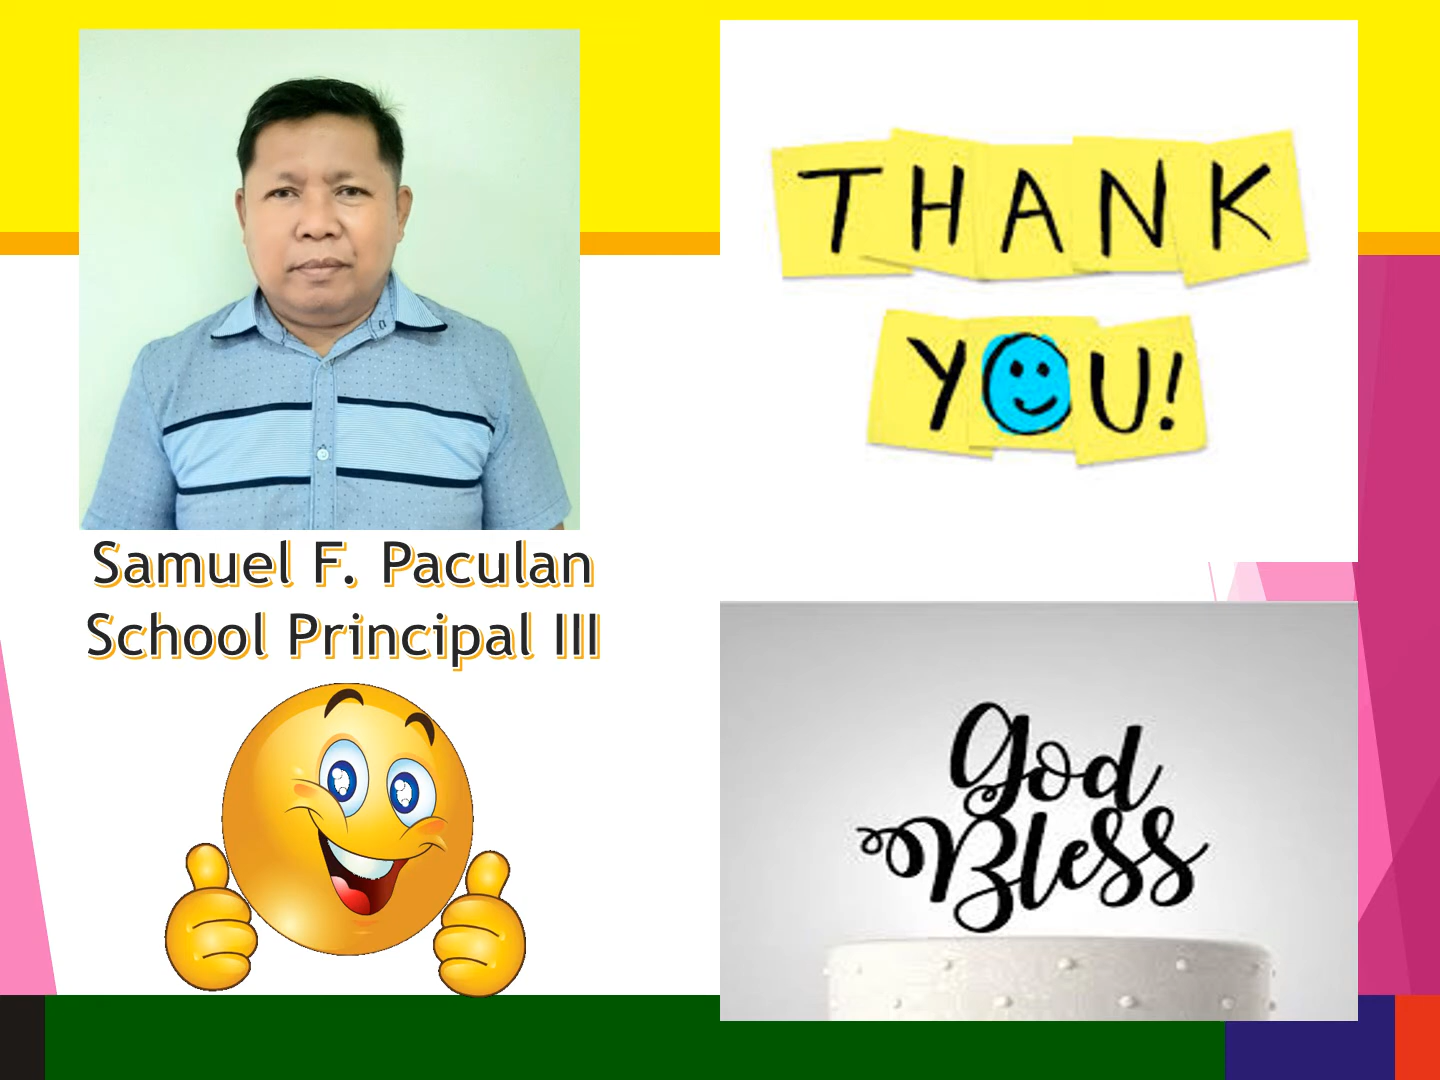 Samuel F. Paculan
School Principal III
THANK
YOU!
God
Bless